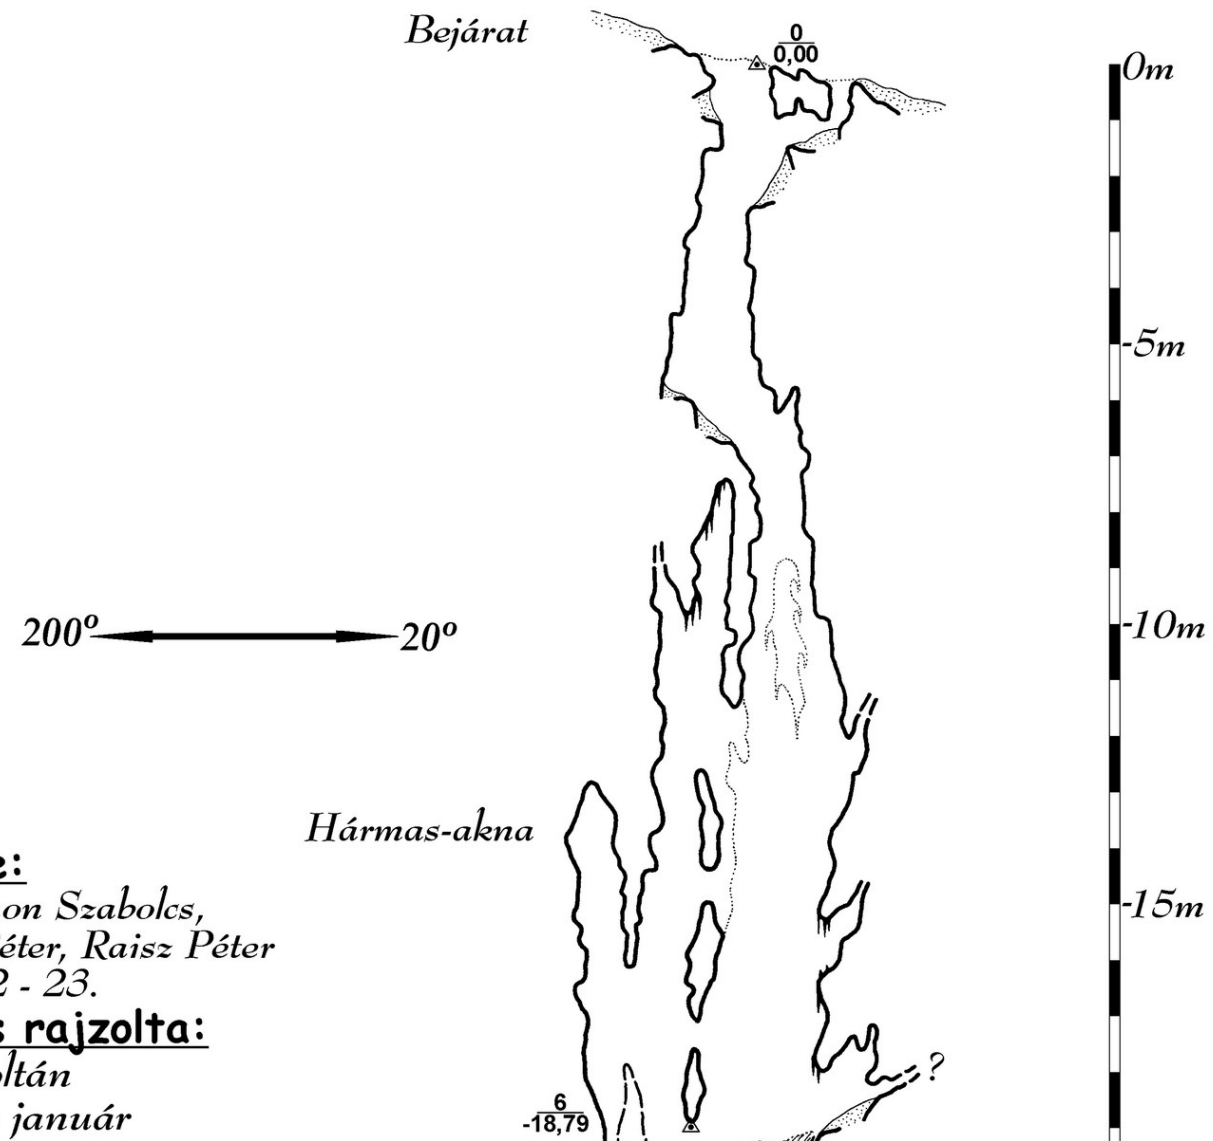 Bejárat
0
0,00
0m
-5m
200º
20º
-10m
Hármas-akna
e:
on Szabolcs,
-15m
éter, Raisz Péter
2 - 23.
s rajzolta:
ltán
?
január
6
-18,79